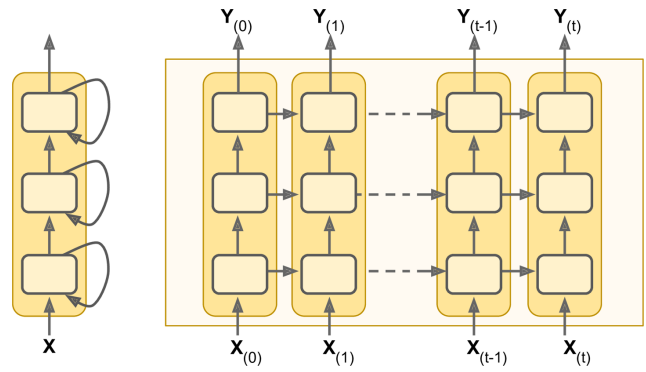 Y(0) Y(1) Y(t-1) Y(t)
X X(0) X(1) X(t-1) X(t)